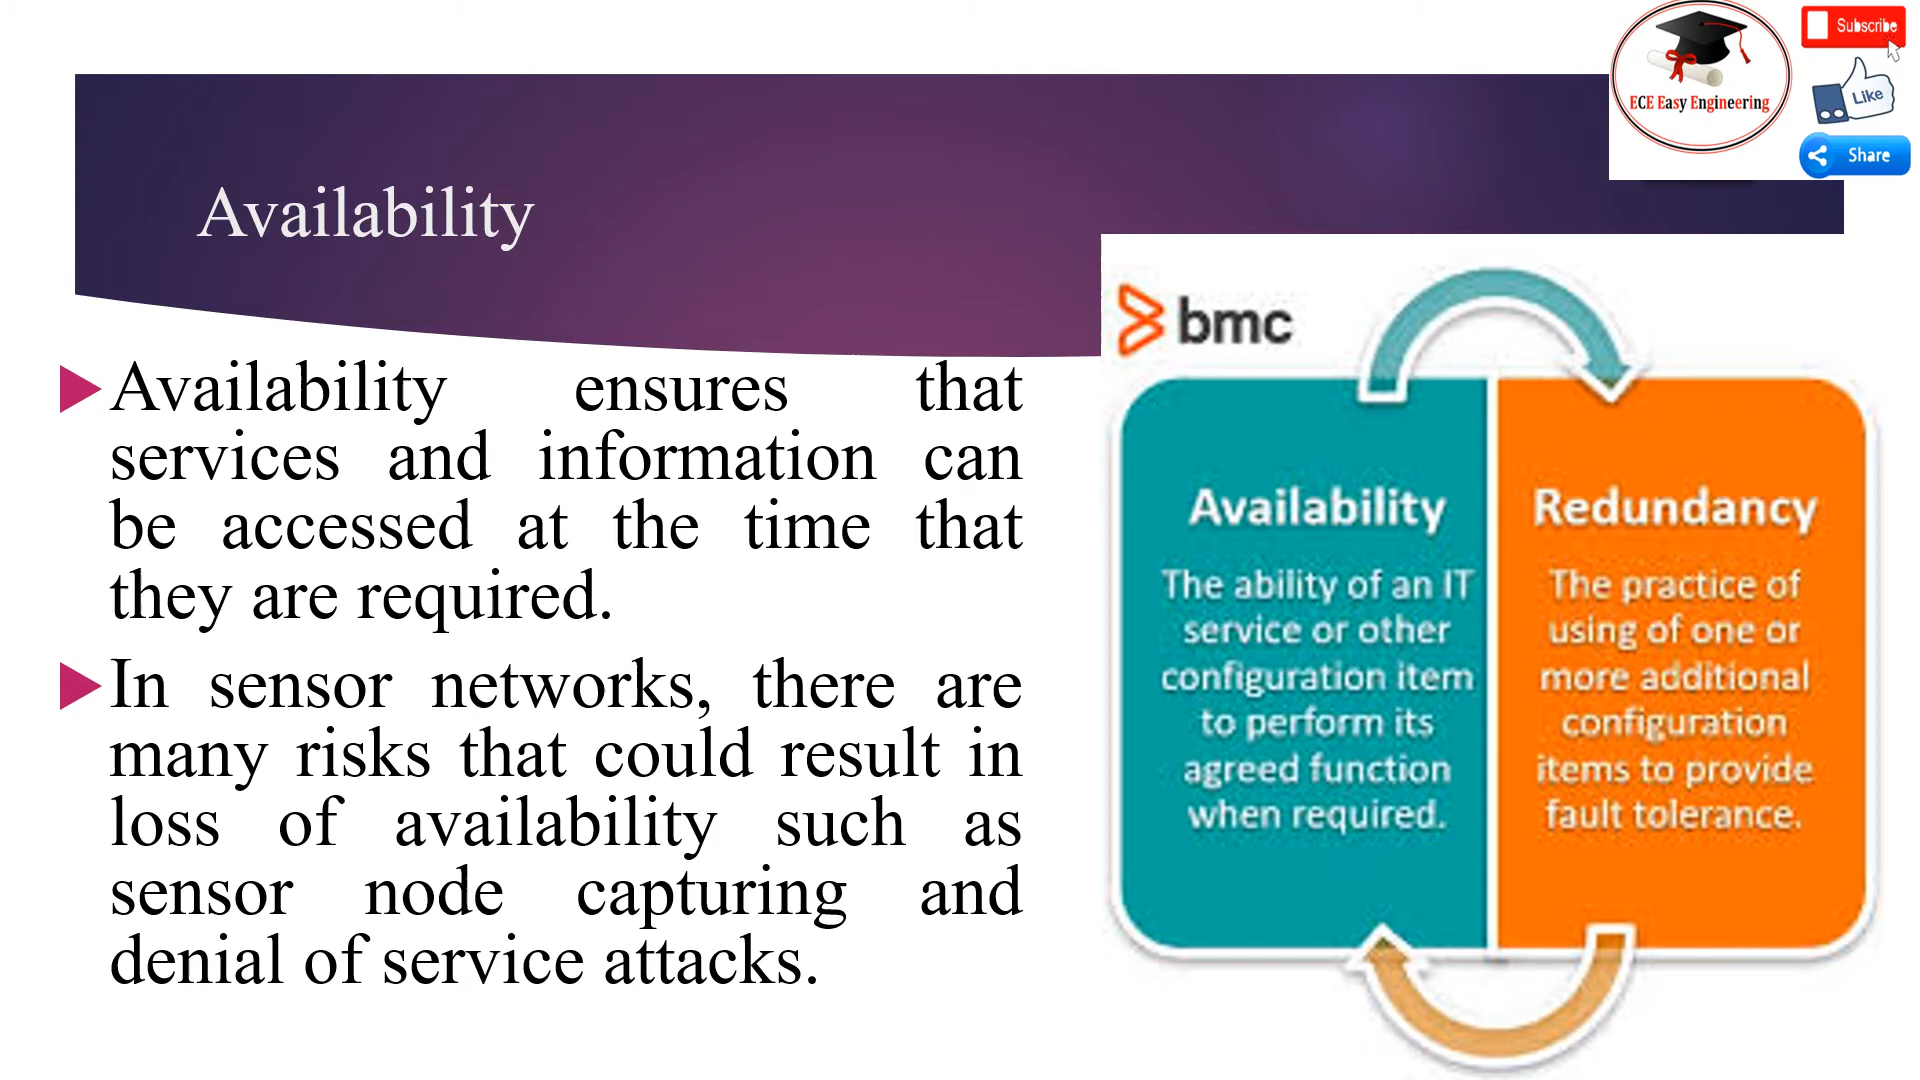 Subscribe
Like
ECE Easy Engineering
Share
Availability
Availability ensures that
services and information can
be accessed at the time that
they are required.
In sensor networks, there are
many risks that could result in
loss of availability such as
sensor node capturing and
denial of service attacks.
bmc
Availability
The ability of an IT
service or other
configuration item
to perform its
agreed function
when required.
Redundancy
The practice of
using of one or
more additional
configuration
items to provide
fault tolerance.